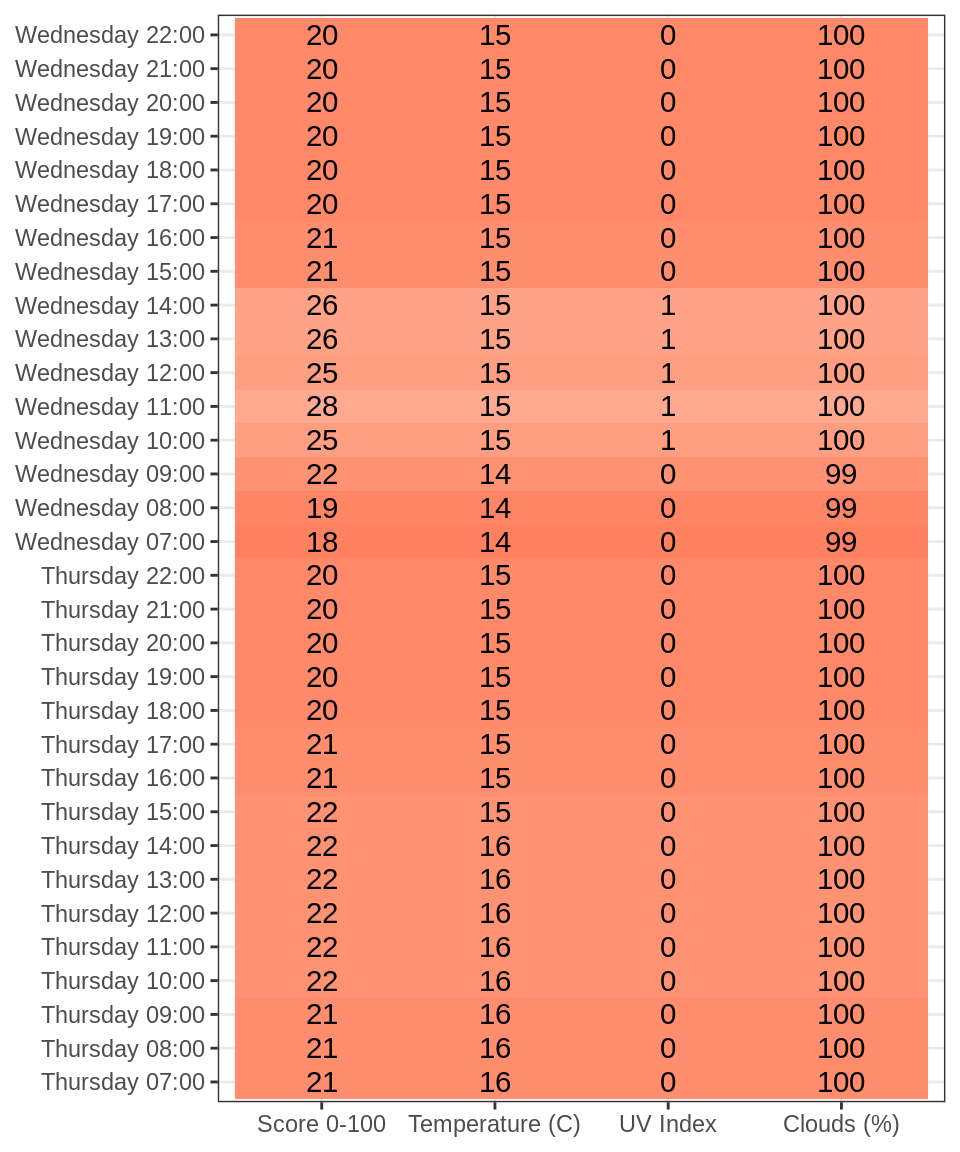 Wednesday 22:00 20 15 0 100
Wednesday 21:00 20 15 0 100
Wednesday 20:00 20 15 0 100
Wednesday 19:00 20 15 0 100
Wednesday 18:00 20 15 0 100
Wednesday 17:00 20 15 0 100
Wednesday 16:00 21 15 0 100
Wednesday 15:00 21 15 0 100
Wednesday 14:00 26 15 1 100
Wednesday 13:00 26 15 1 100
Wednesday 12:00 25 15 1 100
Wednesday 11:00 28 15 1 100
Wednesday 10:00 25 15 1 100
Wednesday 09:00 22 14 0 99
Wednesday 08:00 19 14 0 99
Wednesday 07:00 18 14 0 99
Thursday 22:00 20 15 0 100
Thursday 21:00 20 15 0 100
Thursday 20:00 20 15 0 100
Thursday 19:00 20 15 0 100
Thursday 18:00 20 15 0 100
Thursday 17:00 21 15 0 100
Thursday 16:00 21 15 0 100
Thursday 15:00 22 15 0 100
Thursday 14:00 22 16 0 100
Thursday 13:00 22 16 0 100
Thursday 12:00 22 16 0 100
Thursday 11:00 22 16 0 100
Thursday 10:00 22 16 0 100
Thursday 09:00 21 16 0 100
Thursday 08:00 21 16 0 100
Thursday 07:00 21 16 0 100
Score 0-100 Temperature (C) UV Index Clouds (%)